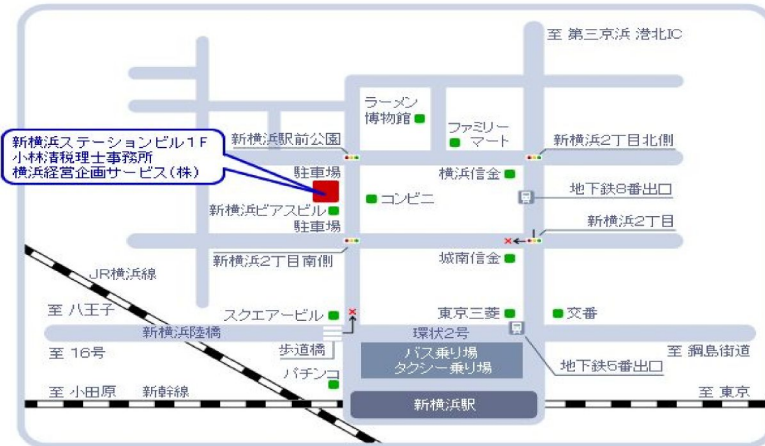 至 第三京浜 港北IC
ラーメン
博物館
ファミリー
マート
新横浜駅前公園
新横浜2丁目北側
新横浜ステーションビル1F
小林清税理士事務所
横浜経営企画サービス(株)
駐車場
横浜信金
地下鉄8番出口
コンビニ
新横浜ピアスビル
駐車場
新横浜2丁目
新横浜2丁目南側
城南信金
JR横浜線
至 八王子
スクエアービル
東京三菱
交番
新横浜陸橋
環状2号
至 16号
歩道橋
バス乗り場
タクシー乗り場
至 綱島街道
地下鉄5番出口
パチンコ
至 小田原
新幹線
新横浜駅
至 東京